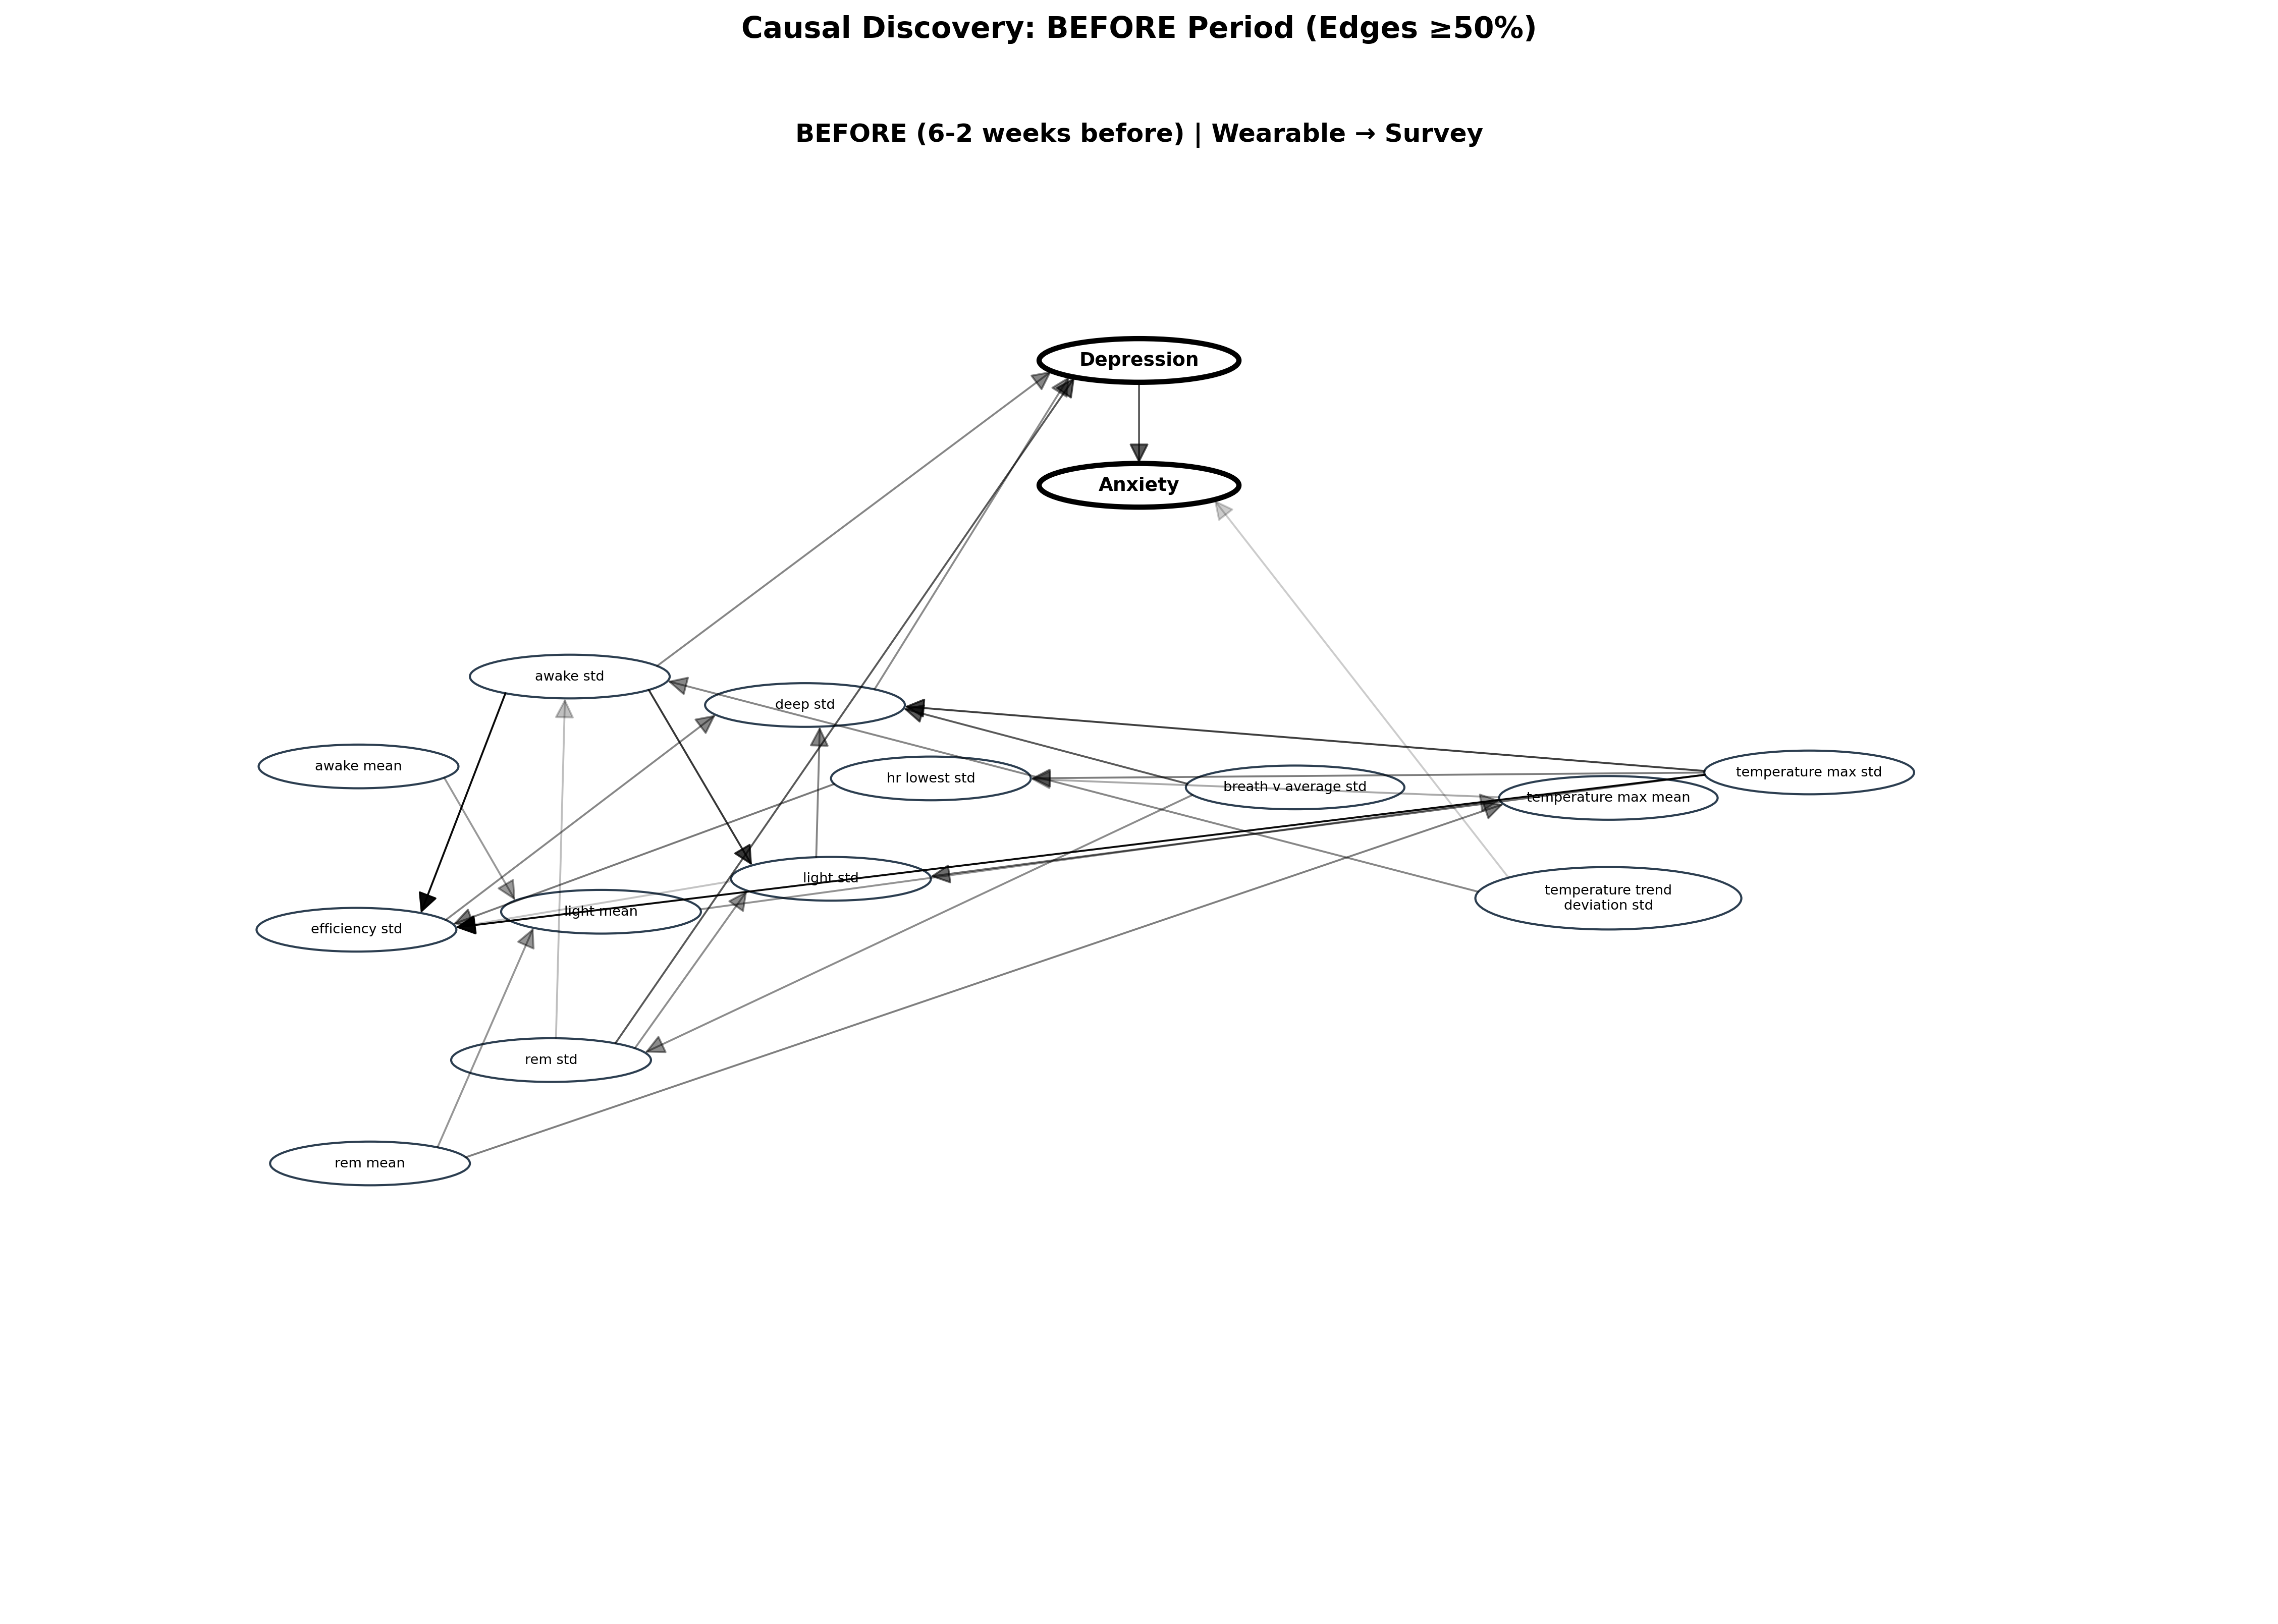 Causal Discovery: BEFORE Period (Edges ≥50%)
BEFORE (6-2 weeks before) | Wearable → Survey
Depression
Anxiety
awake std
deep std
awake mean
hr lowest std
breath v average std
temperature max std
temperature max mean
light std
temperature trend
deviation std
light mean
efficiency std
rem std
rem mean